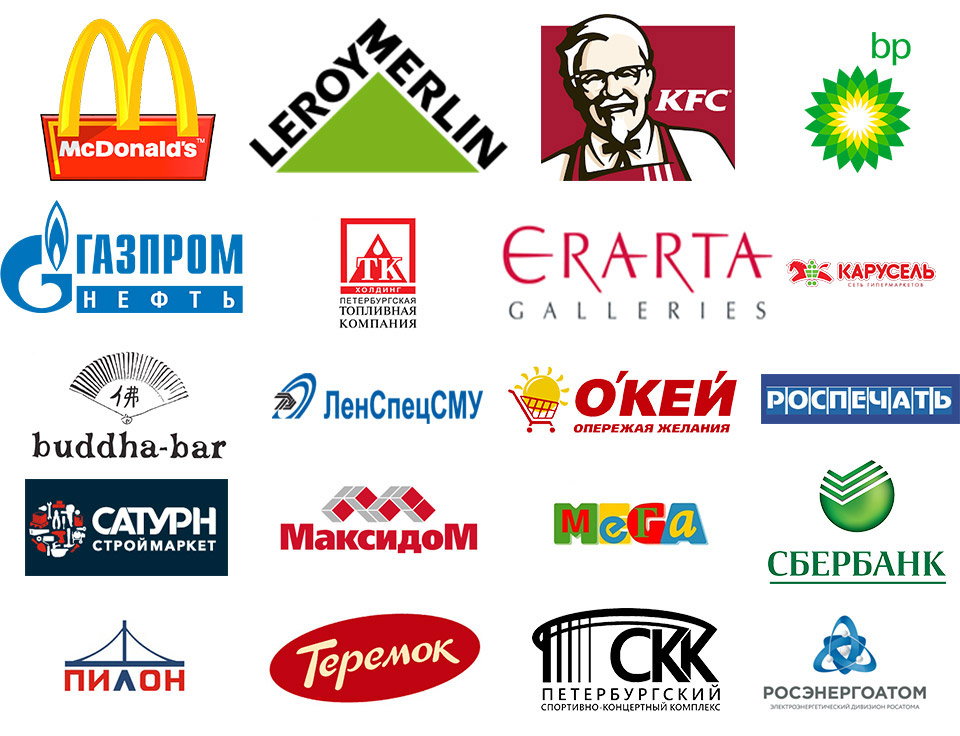 McDonald's™
LEROY MERLIN
KFC®
bp
ГАЗПРОМ
НЕФТЬ
ПТК
ХОЛДИНГ
ПЕТЕРБУРГСКАЯ
ТОПЛИВНАЯ
КОМПАНИЯ
ERARTA
GALLERIES
КАРУСЕЛЬ
СЕТЬ ГИПЕРМАРКЕТОВ
佛
buddha-bar
ЛенСпецСМУ
О'КЕЙ
ОПЕРЕЖАЯ ЖЕЛАНИЯ
РОСПЕЧАТЬ
САТУРН
СТРОЙМАРКЕТ
МаксидоМ
МеГа
СБЕРБАНК
ПИЛОН
Теремок
СКК
ПЕТЕРБУРГСКИЙ
СПОРТИВНО-КОНЦЕРТНЫЙ КОМПЛЕКС
РОСЭНЕРГОАТОМ
ЭЛЕКТРОЭНЕРГЕТИЧЕСКИЙ ДИВИЗИОН РОСАТОМА